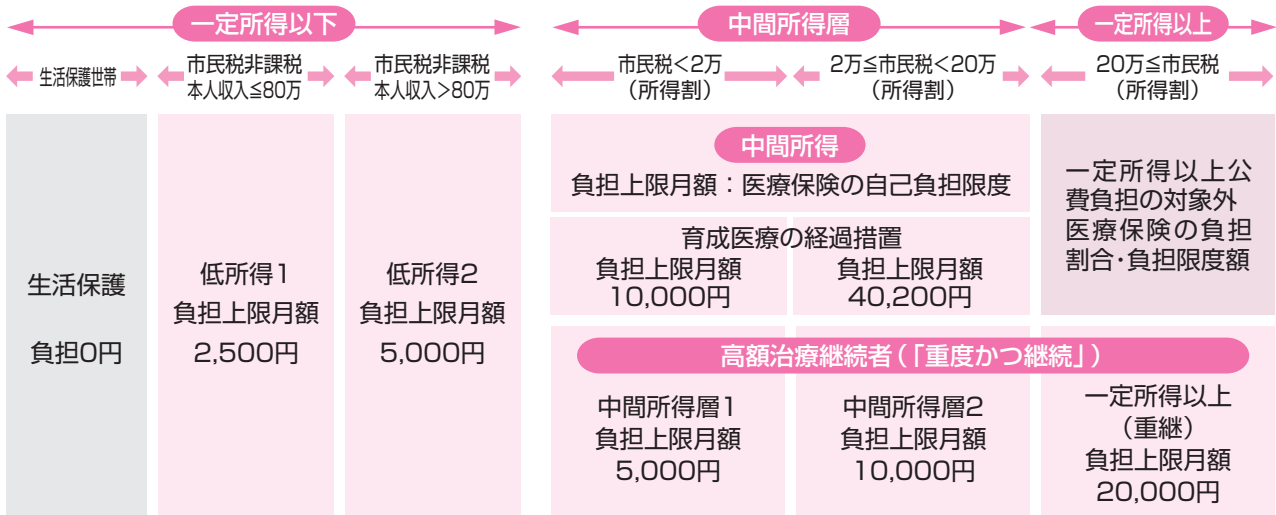 一定所得以下
中間所得層
一定所得以上
生活保護世帯
市民税非課税
本人収入≦80万
市民税非課税
本人収入>80万
市民税<2万
（所得割）
2万≦市民税<20万
（所得割）
20万≦市民税
（所得割）
生活保護
負担0円
低所得1
負担上限月額
2,500円
低所得2
負担上限月額
5,000円
中間所得
負担上限月額：医療保険の自己負担限度
育成医療の経過措置
負担上限月額
10,000円
負担上限月額
40,200円
一定所得以上公
費負担の対象外
医療保険の負担
割合・負担限度額
高額治療継続者（「重度かつ継続」）
中間所得層1
負担上限月額
5,000円
中間所得層2
負担上限月額
10,000円
一定所得以上
（重継）
負担上限月額
20,000円